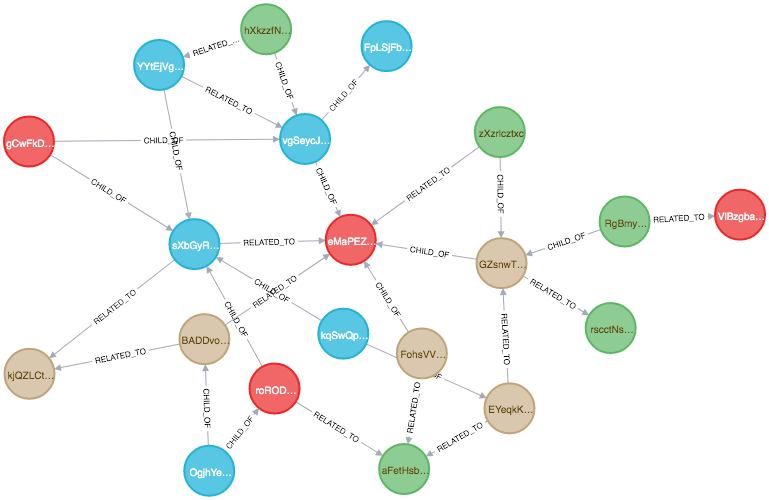 hXkzzfN...
RELATED_...
FpLSjFb...
YYtEjVg...
CHILD_OF
RELATED_TO
CHILD_OF
gCwFkD...
CHILD_OF
CHILD_OF
vgSeycJ...
zXzrlcztxc
CHILD_OF
CHILD_OF
RELATED_TO
CHILD_OF
RgBmy...
RELATED_TO
VlBzgba...
sXbGyR...
RELATED_TO
eMaPEZ...
CHILD_OF
GZsnwT...
CHILD_OF
RELATED_TO
CHILD_OF
RELATED_TO
RELATED_TO
CHILD_OF
CHILD_OF
rscctNs...
BADDvo...
kqSwQp...
RELATED_TO
FohsVV...
RELATED_TO
kjQZLCt...
roROD...
CHILD_OF
RELATED_TO
EYeqkK...
CHILD_OF
RELATED_TO
RELATED_TO
OgjhYe...
aFetHsb...